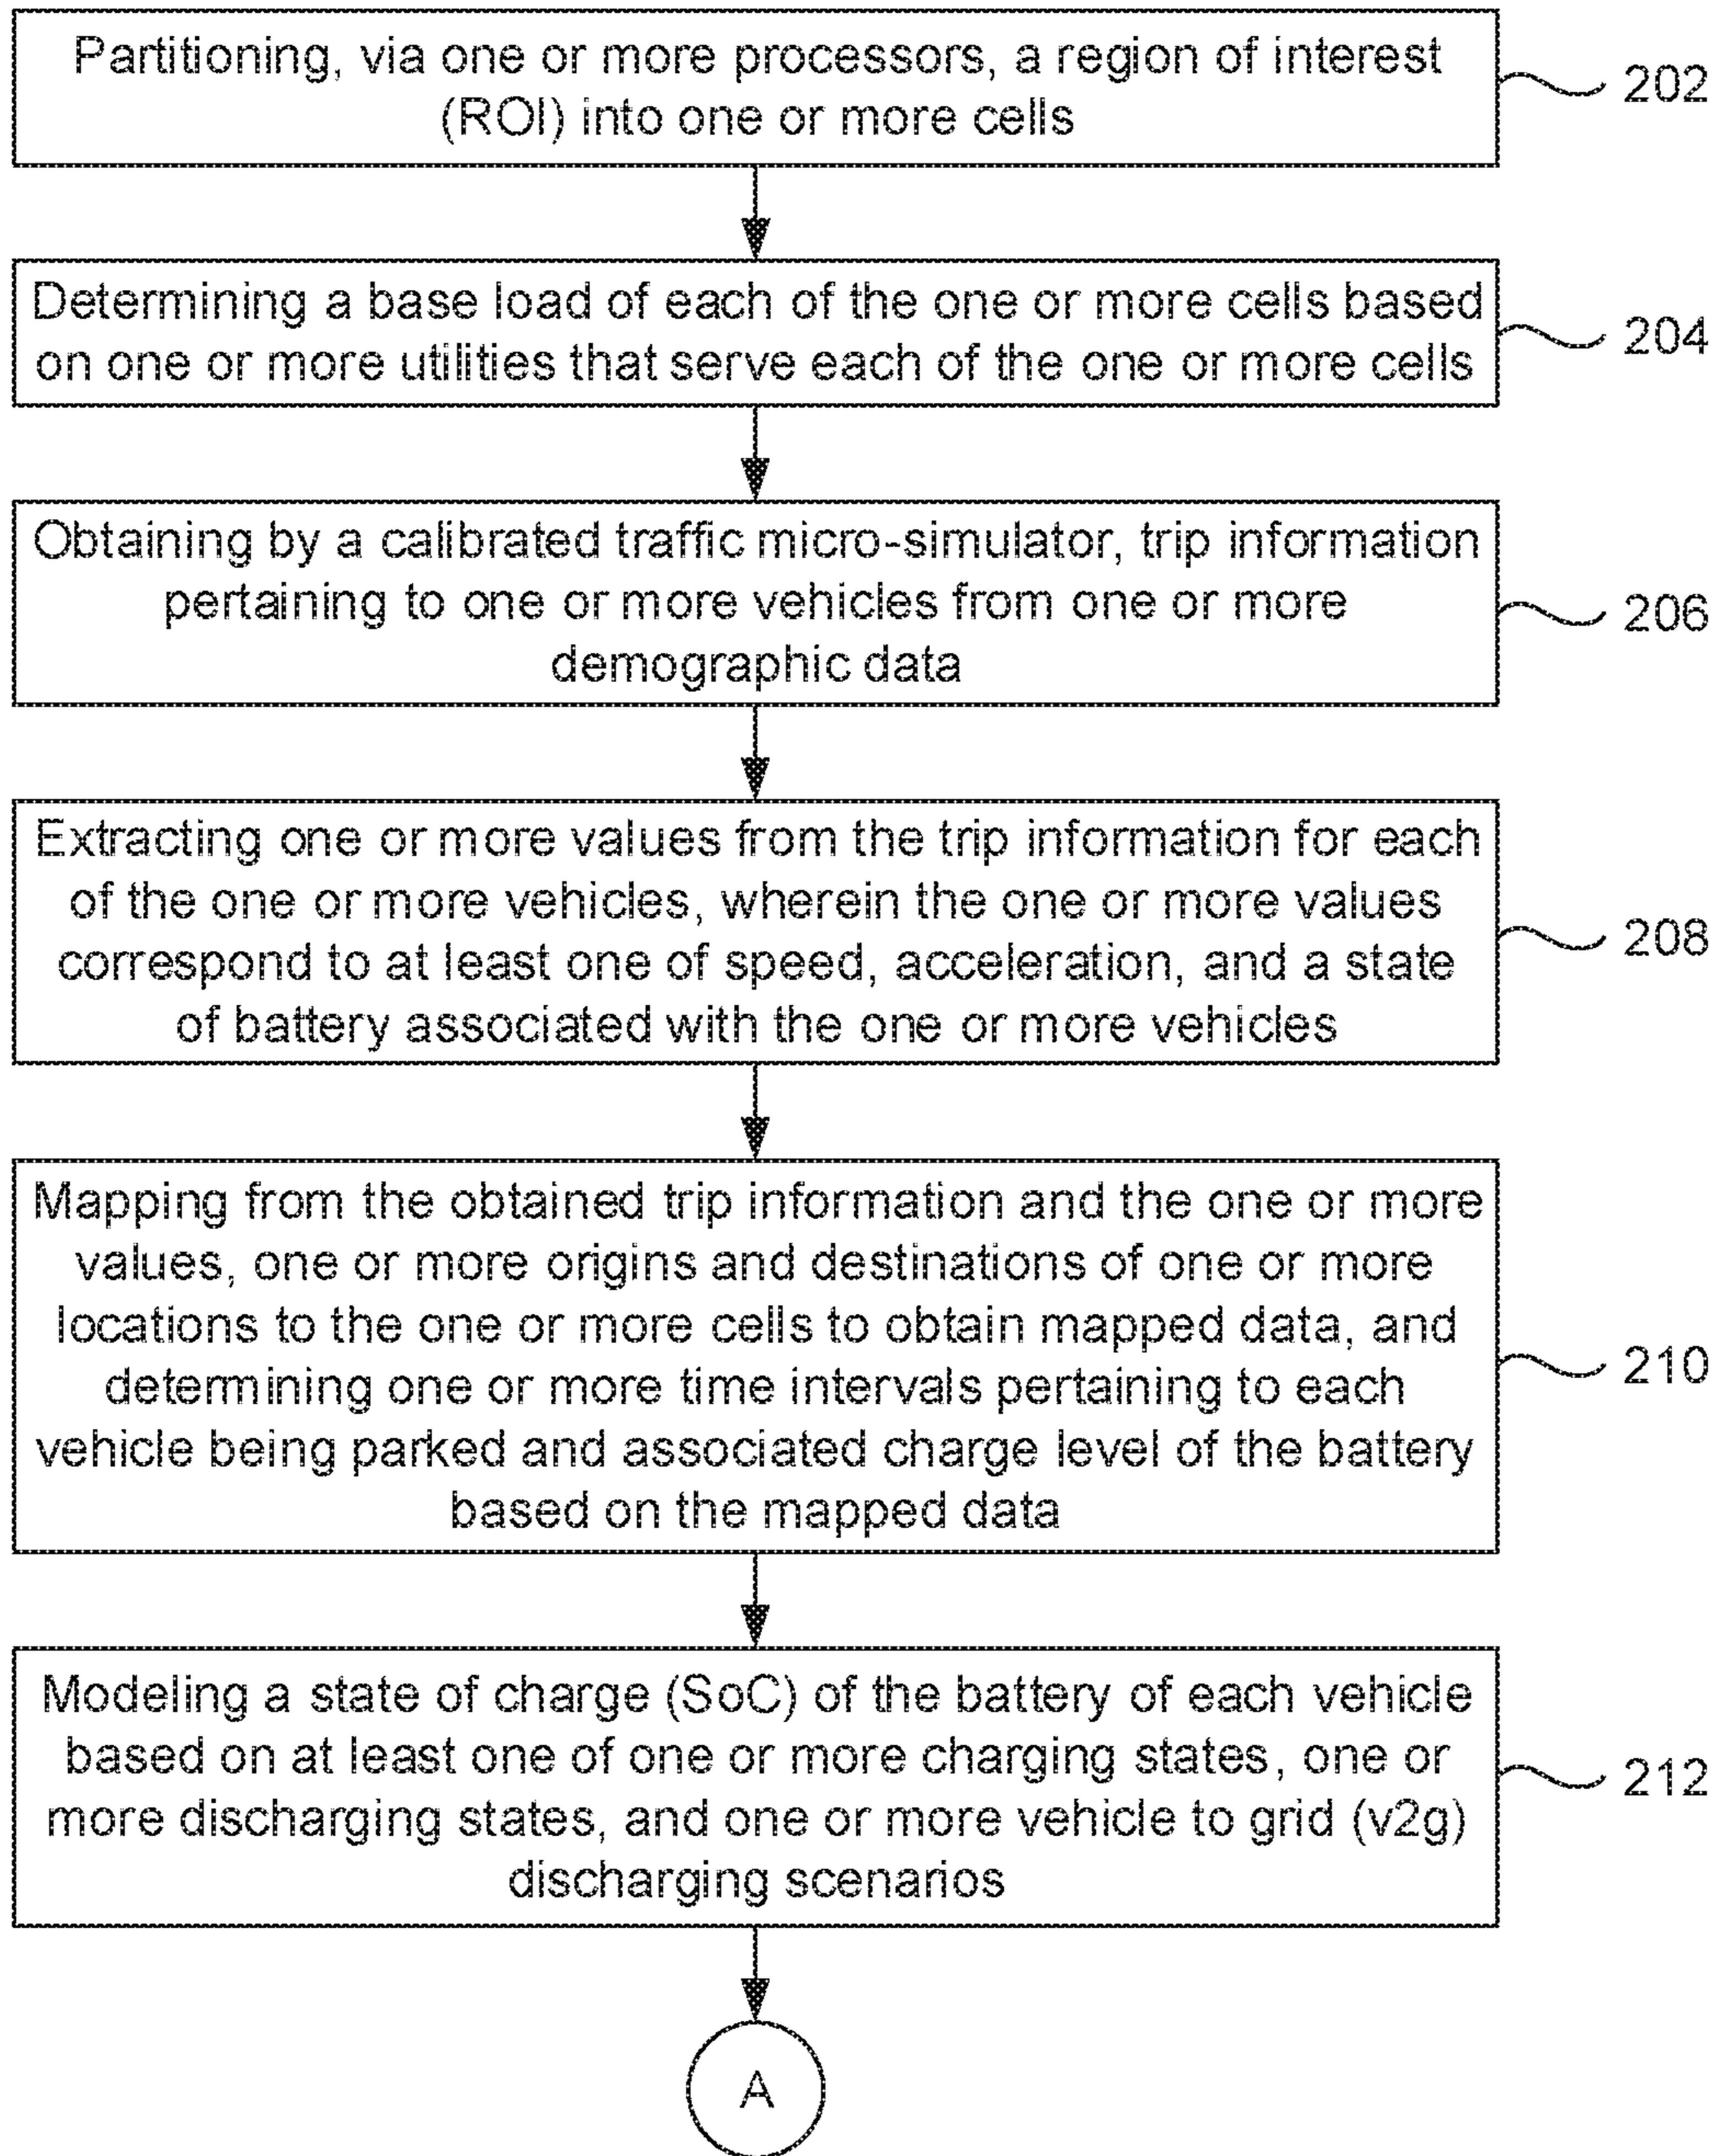 Partitioning, via one or more processors, a region of interest
(ROI) into one or more cells
202
Determining a base load of each of the one or more cells based
on one or more utilities that serve each of the one or more cells
204
Obtaining by a calibrated traffic micro-simulator, trip information
pertaining to one or more vehicles from one or more
demographic data
206
Extracting one or more values from the trip information for each
of the one or more vehicles, wherein the one or more values
correspond to at least one of speed, acceleration, and a state
of battery associated with the one or more vehicles
208
Mapping from the obtained trip information and the one or more
values, one or more origins and destinations of one or more
locations to the one or more cells to obtain mapped data, and
determining one or more time intervals pertaining to each
vehicle being parked and associated charge level of the battery
based on the mapped data
210
Modeling a state of charge (SoC) of the battery of each vehicle
based on at least one of one or more charging states, one or
more discharging states, and one or more vehicle to grid (v2g)
discharging scenarios
212
A